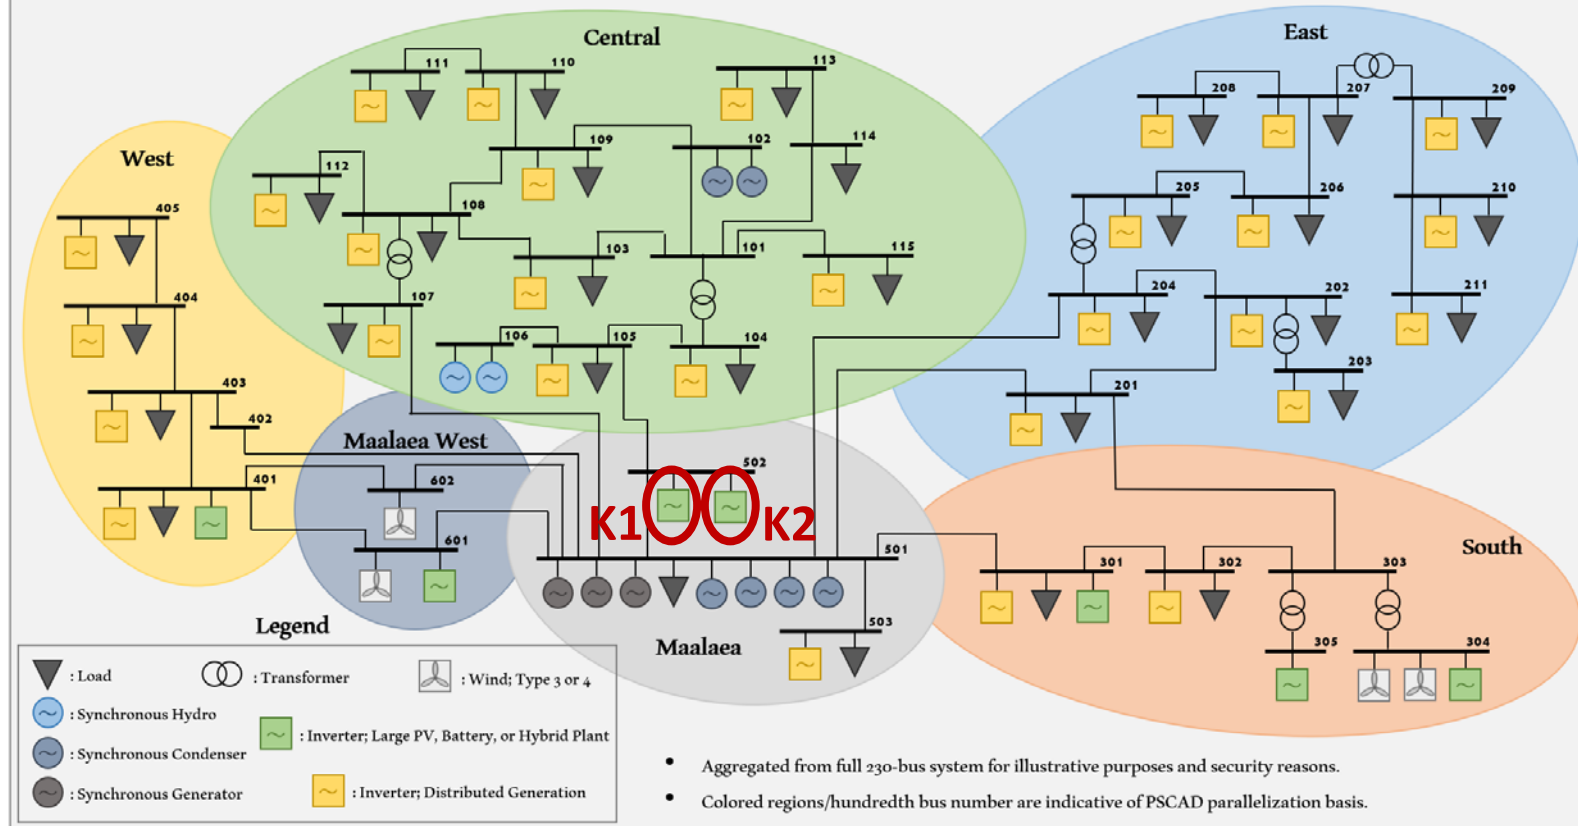 Central
East
West
Maalaea West
Maalaea
South
111
110
113
109
102
114
112
108
103
101
115
107
106
105
104
208
207
209
205
206
210
204
202
211
203
201
405
404
403
402
401
602
601
502
K1
K2
501
503
301
302
303
305
304
Legend
: Load
: Transformer
: Wind; Type 3 or 4
: Synchronous Hydro
: Inverter; Large PV, Battery, or Hybrid Plant
: Synchronous Condenser
: Synchronous Generator
: Inverter; Distributed Generation
• Aggregated from full 230-bus system for illustrative purposes and security reasons.
• Colored regions/hundredth bus number are indicative of PSCAD parallelization basis.